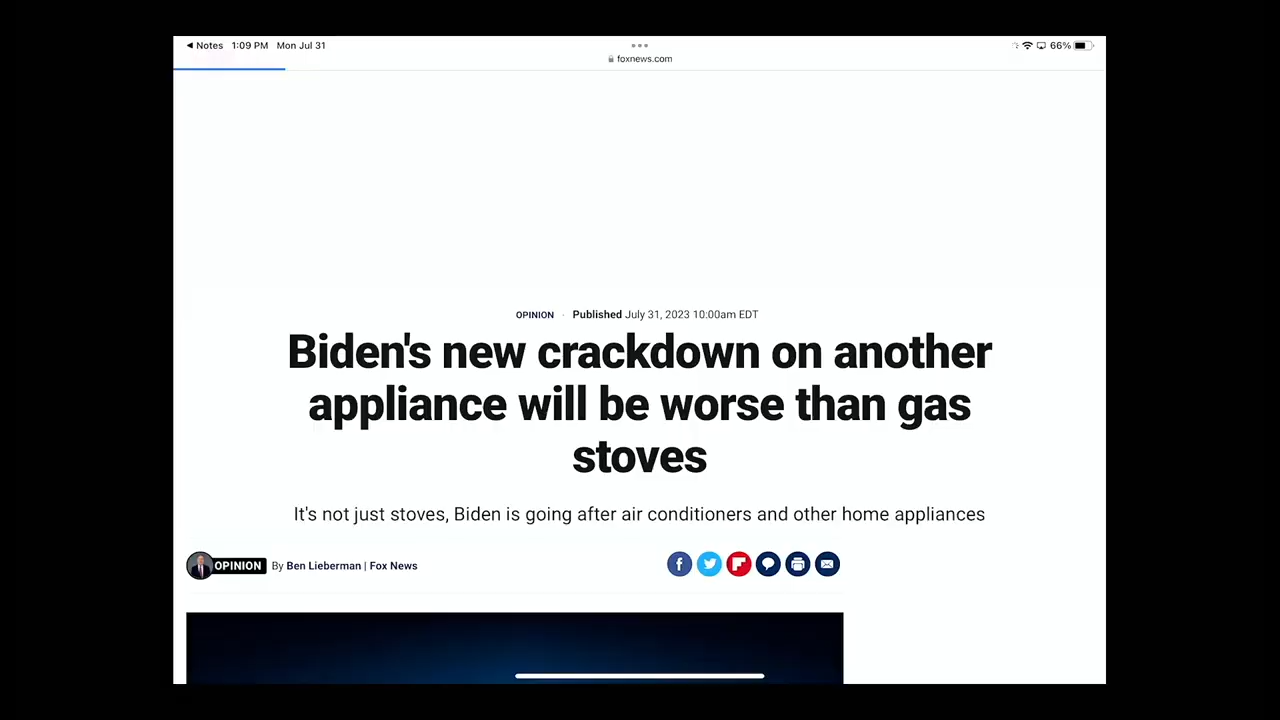 ◀ Notes 1:09 PM Mon Jul 31
66%
foxnews.com
OPINION · Published July 31, 2023 10:00am EDT
Biden's new crackdown on another
appliance will be worse than gas
stoves
It's not just stoves, Biden is going after air conditioners and other home appliances
OPINION By Ben Lieberman | Fox News